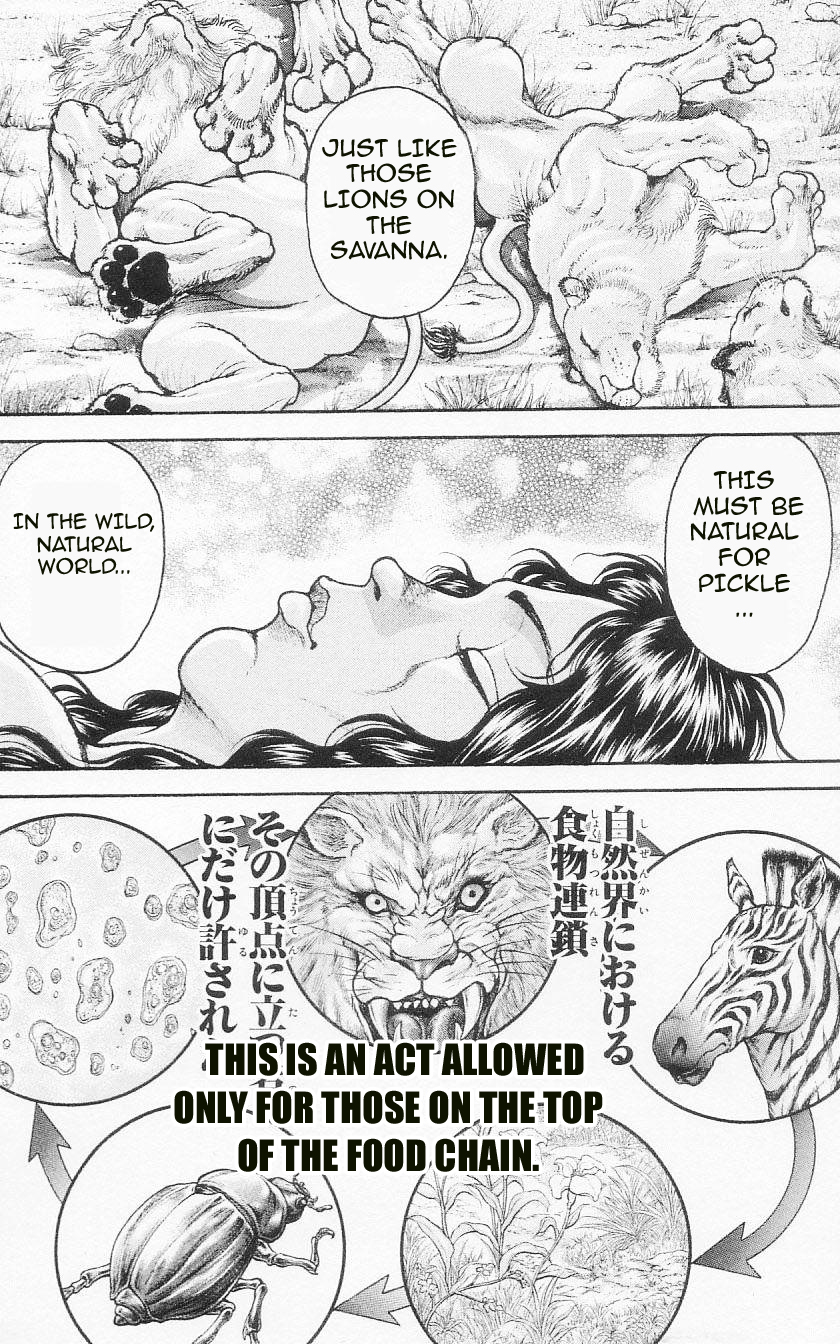 JUST LIKE
THOSE
LIONS ON
THE
SAVANNA.
THIS
MUST BE
NATURAL
FOR
PICKLE
...
IN THE WILD,
NATURAL
WORLD...
自然界における
食物連鎖
その頂点に立つ
にだけ許され
THIS IS AN ACT ALLOWED
ONLY FOR THOSE ON THE TOP
OF THE FOOD CHAIN.